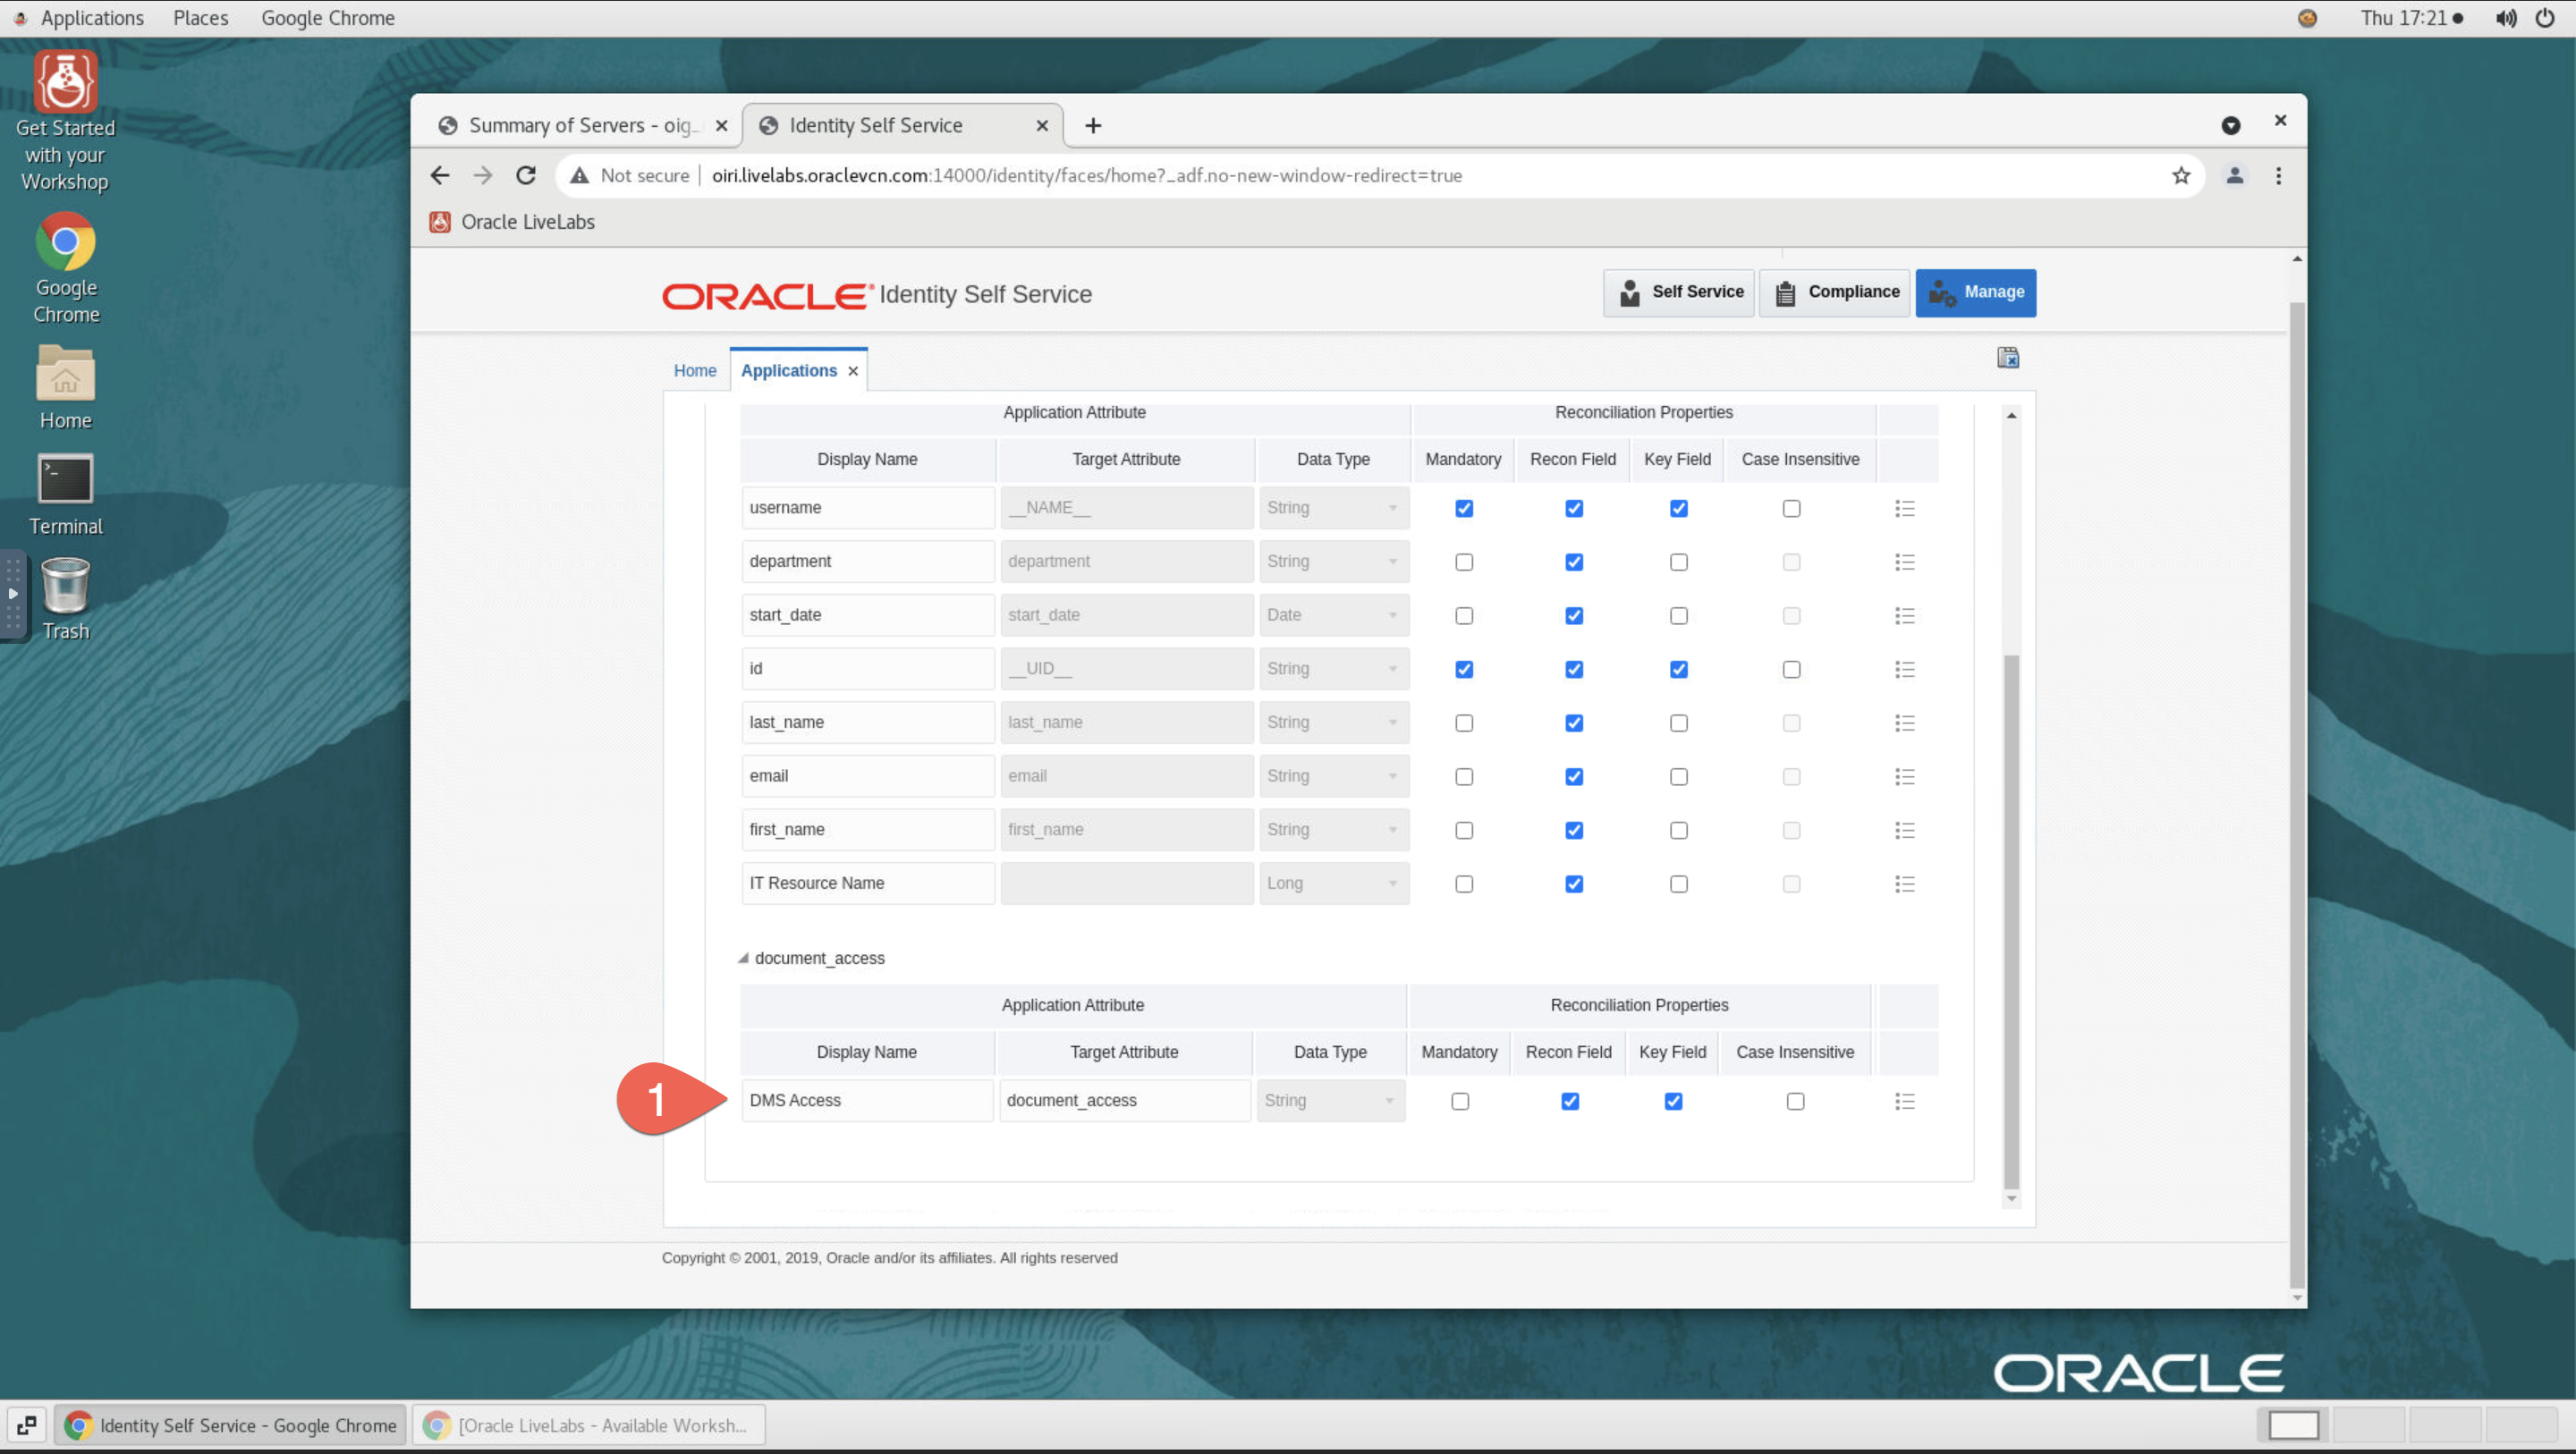 Applications Places Google Chrome Thu 17:21
Get Started
with your
Workshop
Google
Chrome
Home
Terminal
Trash
Summary of Servers - oig_ Identity Self Service
Not secure oiri.livelabs.oraclevcn.com:14000/identity/faces/home?_adf.no-new-window-redirect=true
Oracle LiveLabs
ORACLE® Identity Self Service Self Service Compliance Manage
Home Applications
Application Attribute Reconciliation Properties
Display Name Target Attribute Data Type Mandatory Recon Field Key Field Case Insensitive
username __NAME__ String
department department String
start_date start_date Date
id __UID__ String
last_name last_name String
email email String
first_name first_name String
IT Resource Name Long
document_access
Application Attribute Reconciliation Properties
Display Name Target Attribute Data Type Mandatory Recon Field Key Field Case Insensitive
1 DMS Access document_access String
Copyright © 2001, 2019, Oracle and/or its affiliates. All rights reserved
ORACLE
Identity Self Service - Google Chrome [Oracle LiveLabs - Available Worksh...